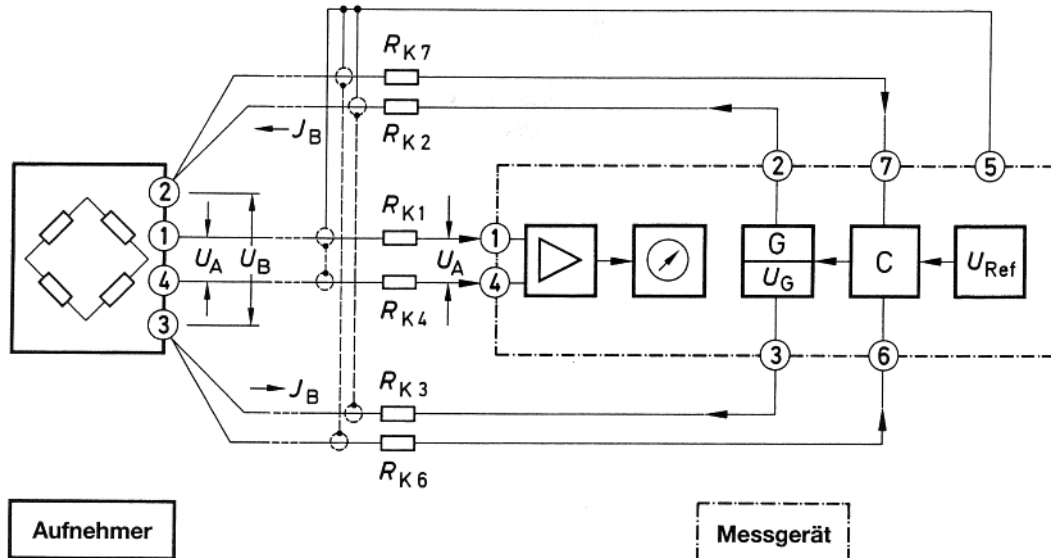 R K7
J B
R K2
2
7
5
2
1
4
3
U A
U B
R K1
R K4
U A
1
4
G
U G
C
U Ref
3
6
J B
R K3
R K6
Aufnehmer
Messgerät